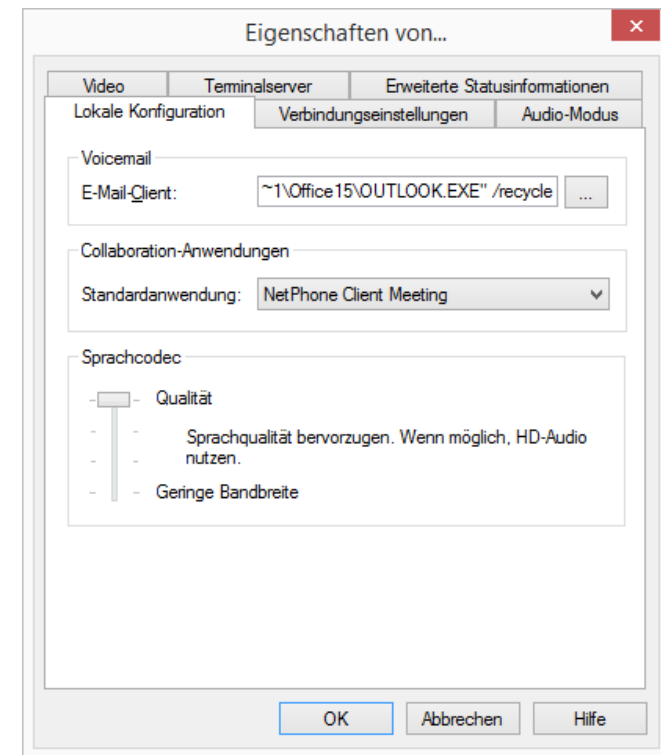 Eigenschaften von...
Video
Terminalserver
Erweiterte Statusinformationen
Lokale Konfiguration
Verbindungseinstellungen
Audio-Modus
Voicemail
E-Mail-Client:
~1\Office15\OUTLOOK.EXE" /recycle
...
Collaboration-Anwendungen
Standardanwendung:
NetPhone Client Meeting
Sprachcodec
Qualität
Sprachqualität bevorzugen. Wenn möglich, HD-Audio
nutzen.
Geringe Bandbreite
OK
Abbrechen
Hilfe